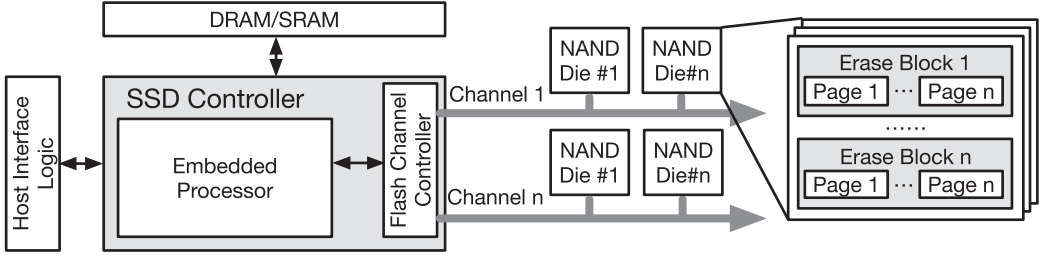 DRAM/SRAM
Host Interface
Logic
SSD Controller
Embedded
Processor
Flash Channel
Controller
Channel 1
NAND
Die #1
NAND
Die#n
Channel n
NAND
Die #1
NAND
Die#n
Erase Block 1
Page 1 ... Page n
......
Erase Block n
Page 1 ... Page n